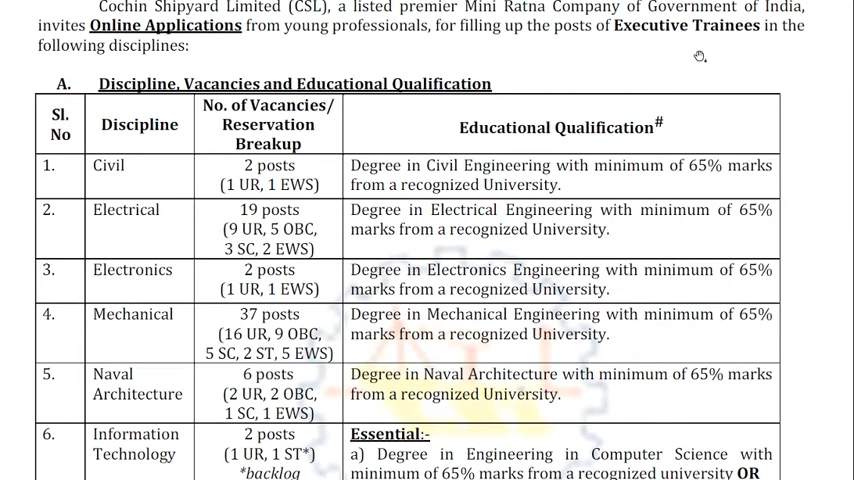 Cochin Shipyard Limited (CSL), a listed premier Mini Ratna Company of Government of India,
invites Online Applications from young professionals, for filling up the posts of Executive Trainees in the
following disciplines:
A. Discipline, Vacancies and Educational Qualification
Sl. No
Discipline
No. of Vacancies/
Reservation
Breakup
Educational Qualification#
1.
Civil
2 posts
(1 UR, 1 EWS)
Degree in Civil Engineering with minimum of 65% marks
from a recognized University.
2.
Electrical
19 posts
(9 UR, 5 OBC,
3 SC, 2 EWS)
Degree in Electrical Engineering with minimum of 65%
marks from a recognized University.
3.
Electronics
2 posts
(1 UR, 1 EWS)
Degree in Electronics Engineering with minimum of 65%
marks from a recognized University.
4.
Mechanical
37 posts
(16 UR, 9 OBC,
5 SC, 2 ST, 5 EWS)
Degree in Mechanical Engineering with minimum of 65%
marks from a recognized University.
5.
Naval
Architecture
6 posts
(2 UR, 2 OBC,
1 SC, 1 EWS)
Degree in Naval Architecture with minimum of 65% marks
from a recognized University.
6.
Information
Technology
2 posts
(1 UR, 1 ST*)
*backlog
Essential:-
a) Degree in Engineering in Computer Science with
minimum of 65% marks from a recognized university OR